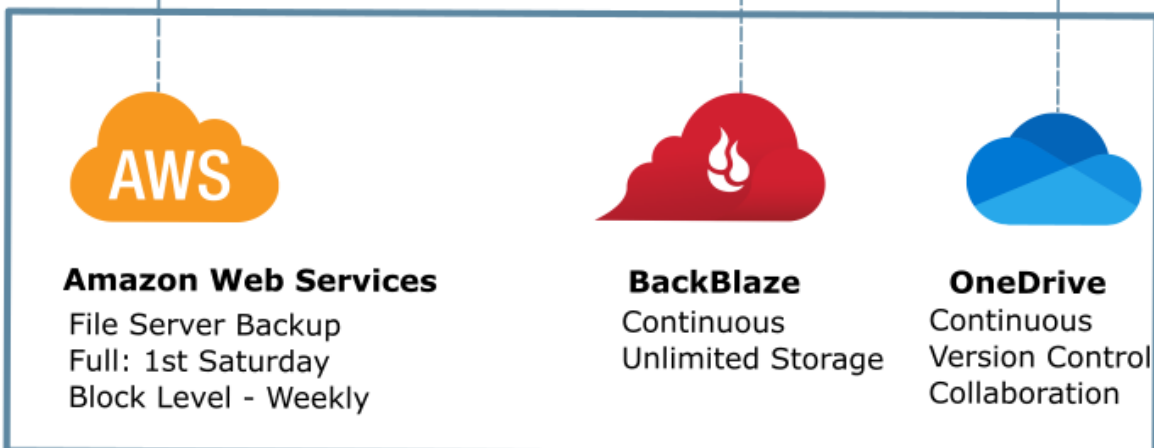 AWS
Amazon Web Services
File Server Backup
Full: 1st Saturday
Block Level - Weekly
BackBlaze
Continuous
Unlimited Storage
OneDrive
Continuous
Version Control
Collaboration